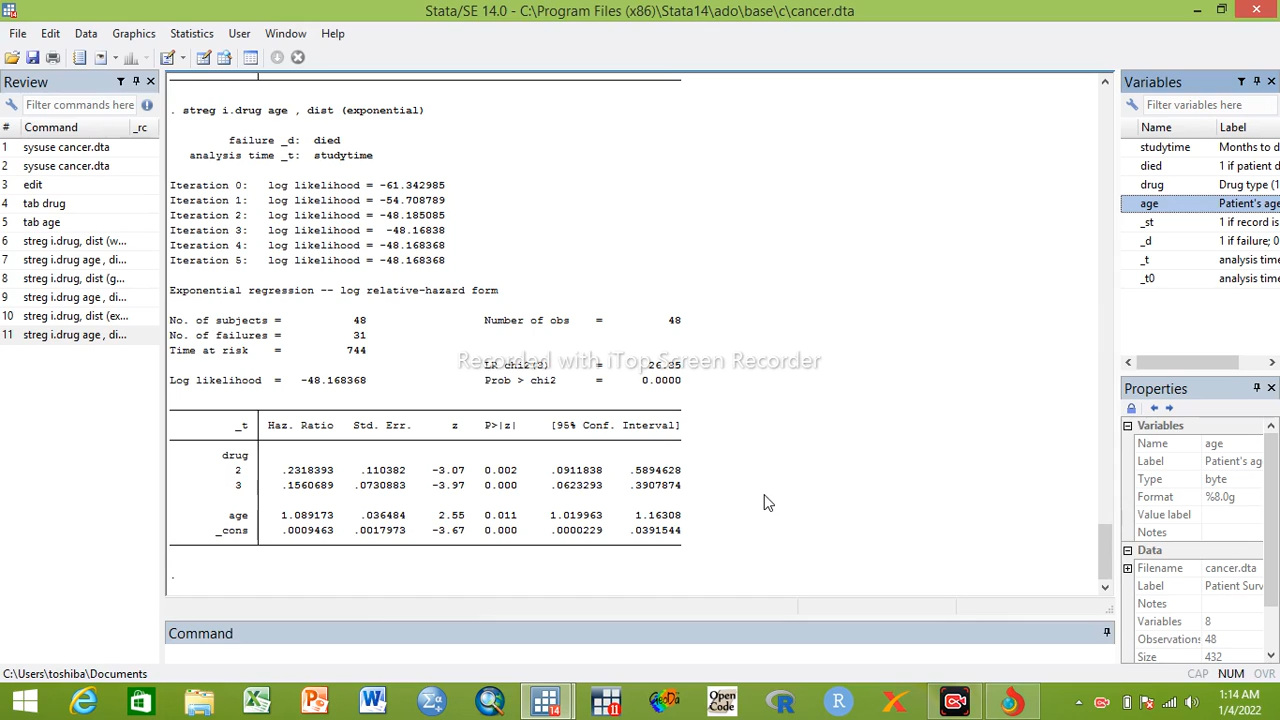 Stata/SE 14.0 - C:\Program Files (x86)\Stata14\ado\base\c\cancer.dta
File Edit Data Graphics Statistics User Window Help
Review
Filter commands here
# Command _rc
1 sysuse cancer.dta
2 sysuse cancer.dta
3 edit
4 tab drug
5 tab age
6 streg i.drug, dist (w...
7 streg i.drug age , di...
8 streg i.drug, dist (g...
9 streg i.drug age , di...
10 streg i.drug, dist (ex...
11 streg i.drug age , di...
. streg i.drug age , dist (exponential)
failure _d: died
analysis time _t: studytime
Iteration 0: log likelihood = -61.342985
Iteration 1: log likelihood = -54.708789
Iteration 2: log likelihood = -48.185085
Iteration 3: log likelihood = -48.16838
Iteration 4: log likelihood = -48.168368
Iteration 5: log likelihood = -48.168368
Exponential regression -- log relative-hazard form
No. of subjects = 48 Number of obs = 48
No. of failures = 31
Time at risk = 744
Recorded with iTop Screen Recorder
LR chi2(3) = 26.35
Log likelihood = -48.168368 Prob > chi2 = 0.0000
_t Haz. Ratio Std. Err. z P>|z| [95% Conf. Interval]
drug
2 .2318393 .110382 -3.07 0.002 .0911838 .5894628
3 .1560689 .0730883 -3.97 0.000 .0623293 .3907874
age 1.089173 .036484 2.55 0.011 1.019963 1.16308
_cons .0009463 .0017973 -3.67 0.000 .0000229 .0391544
.
Command
Variables
Filter variables here
Name Label
studytime Months to d
died 1 if patient d
drug Drug type (1
age Patient's age
_st 1 if record is
_d 1 if failure; 0
_t analysis time
_t0 analysis time
Properties
Variables
Name age
Label Patient's ag
Type byte
Format %8.0g
Value label
Notes
Data
Filename cancer.dta
Label Patient Surv
Notes
Variables 8
Observations 48
Size 432
C:\Users\toshiba\Documents
CAP NUM OVR
Open Code
14
11
1:14 AM
1/4/2022